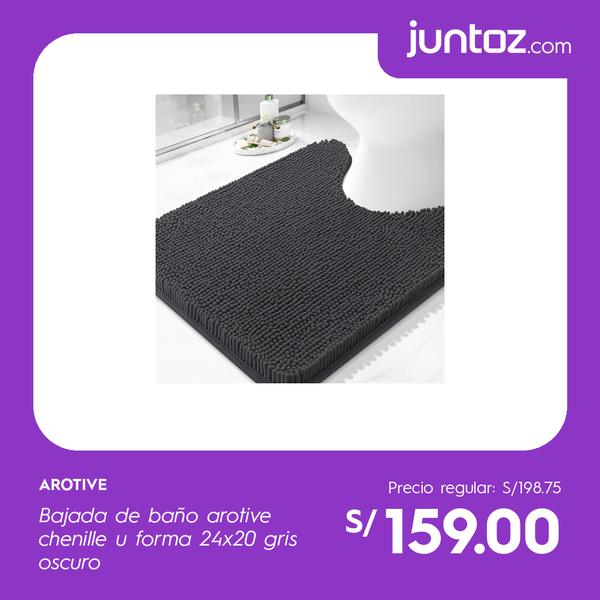 juntoz.com
AROTIVE
Bajada de baño arotive
chenille u forma 24x20 gris
oscuro
Precio regular: S/198.75
S/159.00